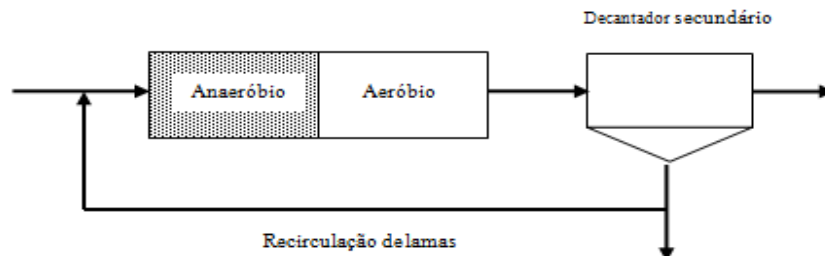 Decantador secundário
Anaeróbio
Aeróbio
Recirculação de lamas